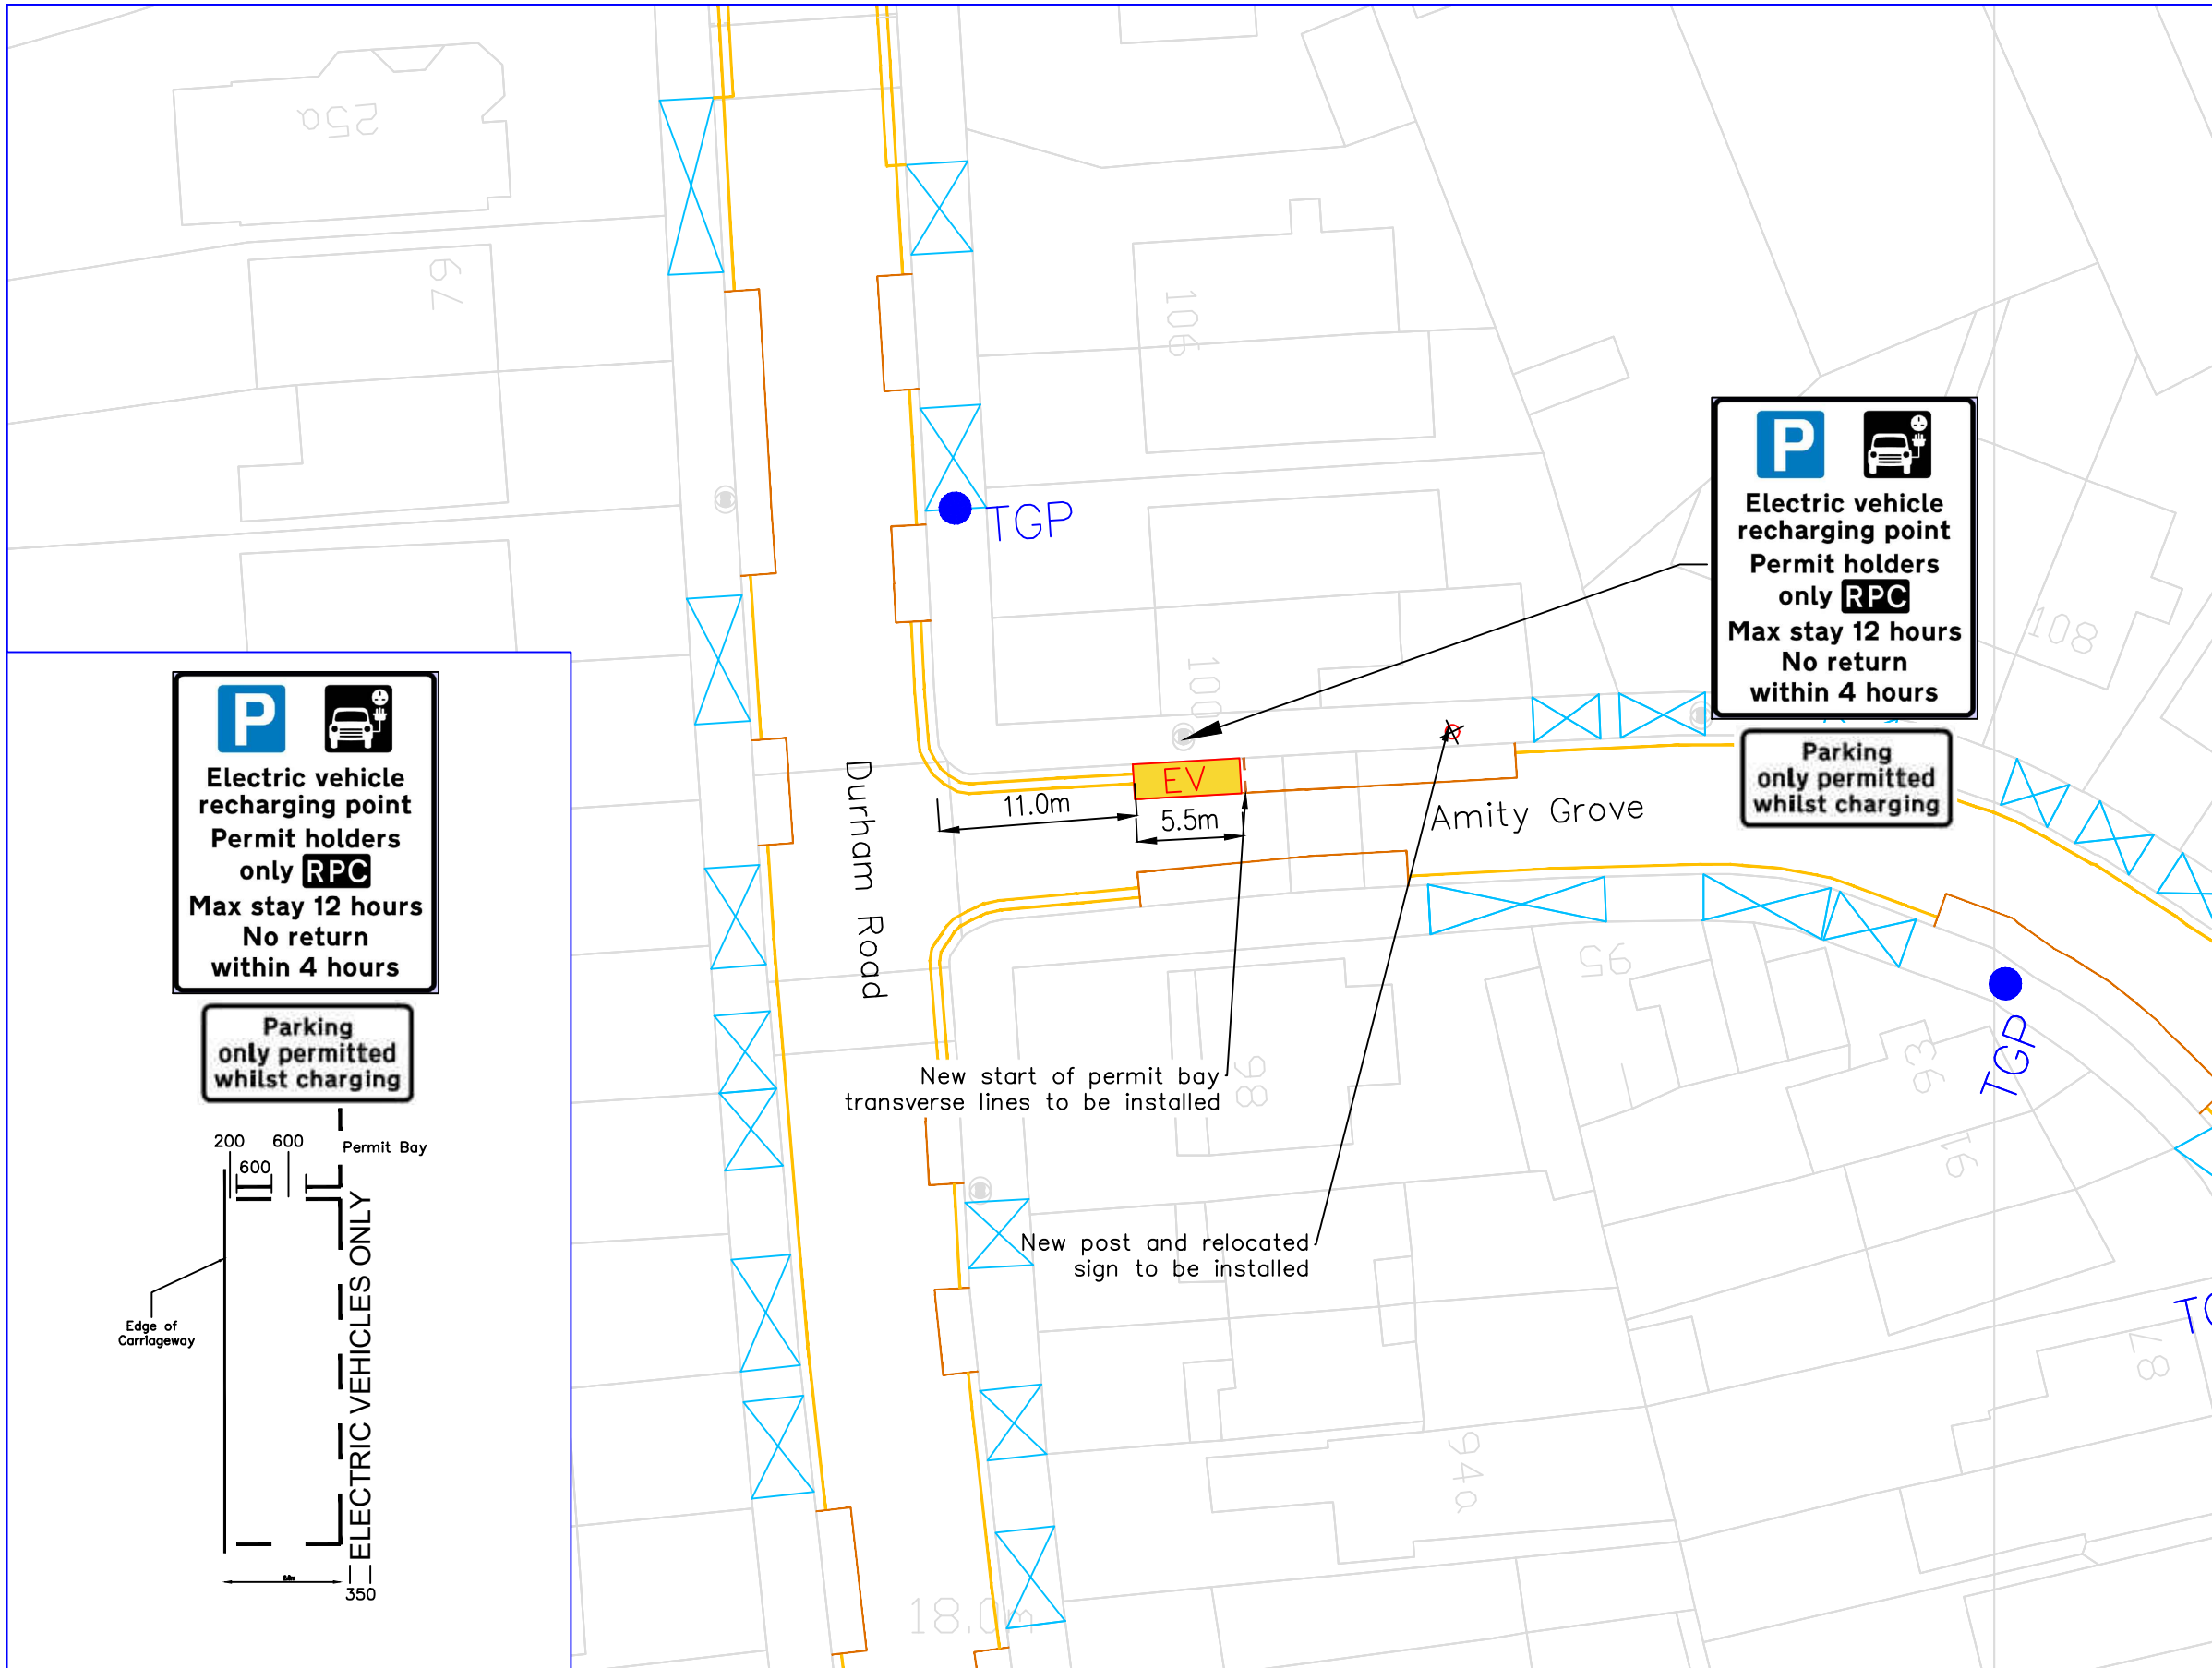 25a
79
106
TGP
100
P
Electric vehicle
recharging point
Permit holders
only RPC
Max stay 12 hours
No return
within 4 hours
Parking
only permitted
whilst charging
108
EV
11.0m
5.5m
Amity Grove
Durham Road
95
98
TGP
93
91
New start of permit bay
transverse lines to be installed
New post and relocated
sign to be installed
94a
18.0m
P
Electric vehicle
recharging point
Permit holders
only RPC
Max stay 12 hours
No return
within 4 hours
Parking
only permitted
whilst charging
200
600
600
Permit Bay
ELECTRIC VEHICLES ONLY
Edge of
Carriageway
350